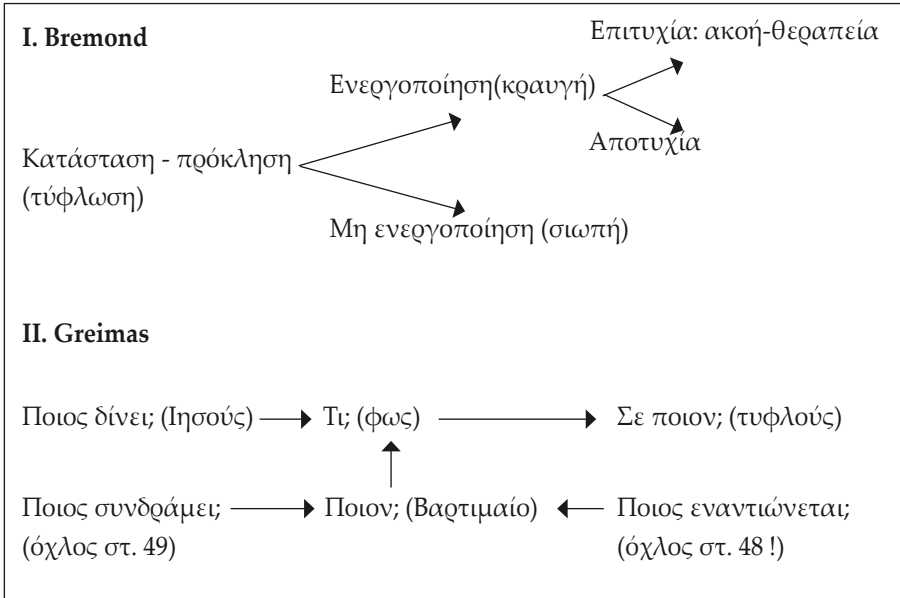 I. Bremond
Επιτυχία: ακοή-θεραπεία
Ενεργοποίηση(κραυγή)
Αποτυχία
Κατάσταση - πρόκληση
(τύφλωση)
Μη ενεργοποίηση (σιωπή)
II. Greimas
Ποιος δίνει; (Ιησούς) Τι; (φως) Σε ποιον; (τυφλούς)
Ποιος συνδράμει; Ποιον; (Βαρτιμαίο) Ποιος εναντιώνεται;
(όχλος στ. 49) (όχλος στ. 48 !)